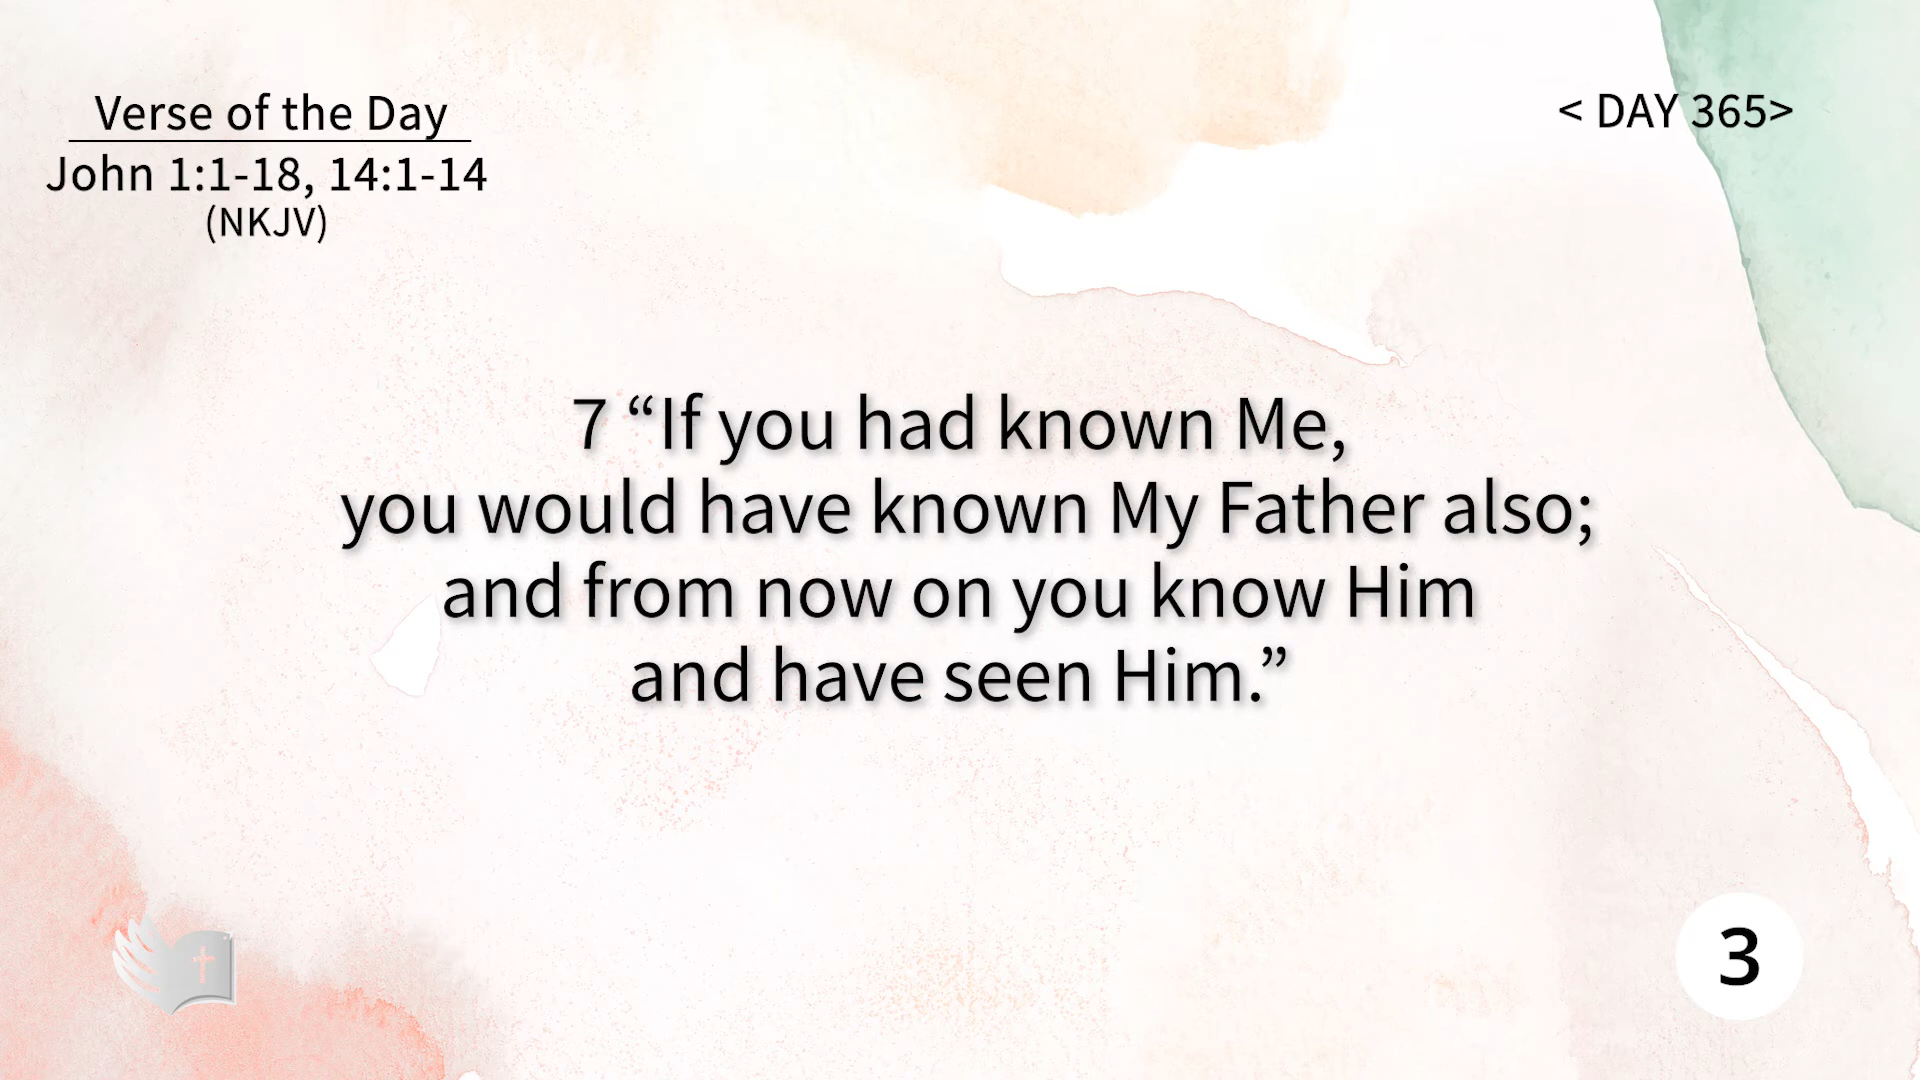 Verse of the Day
John 1:1-18, 14:1-14
(NKJV)
< DAY 365>
7 “If you had known Me,
you would have known My Father also;
and from now on you know Him
and have seen Him.”
3